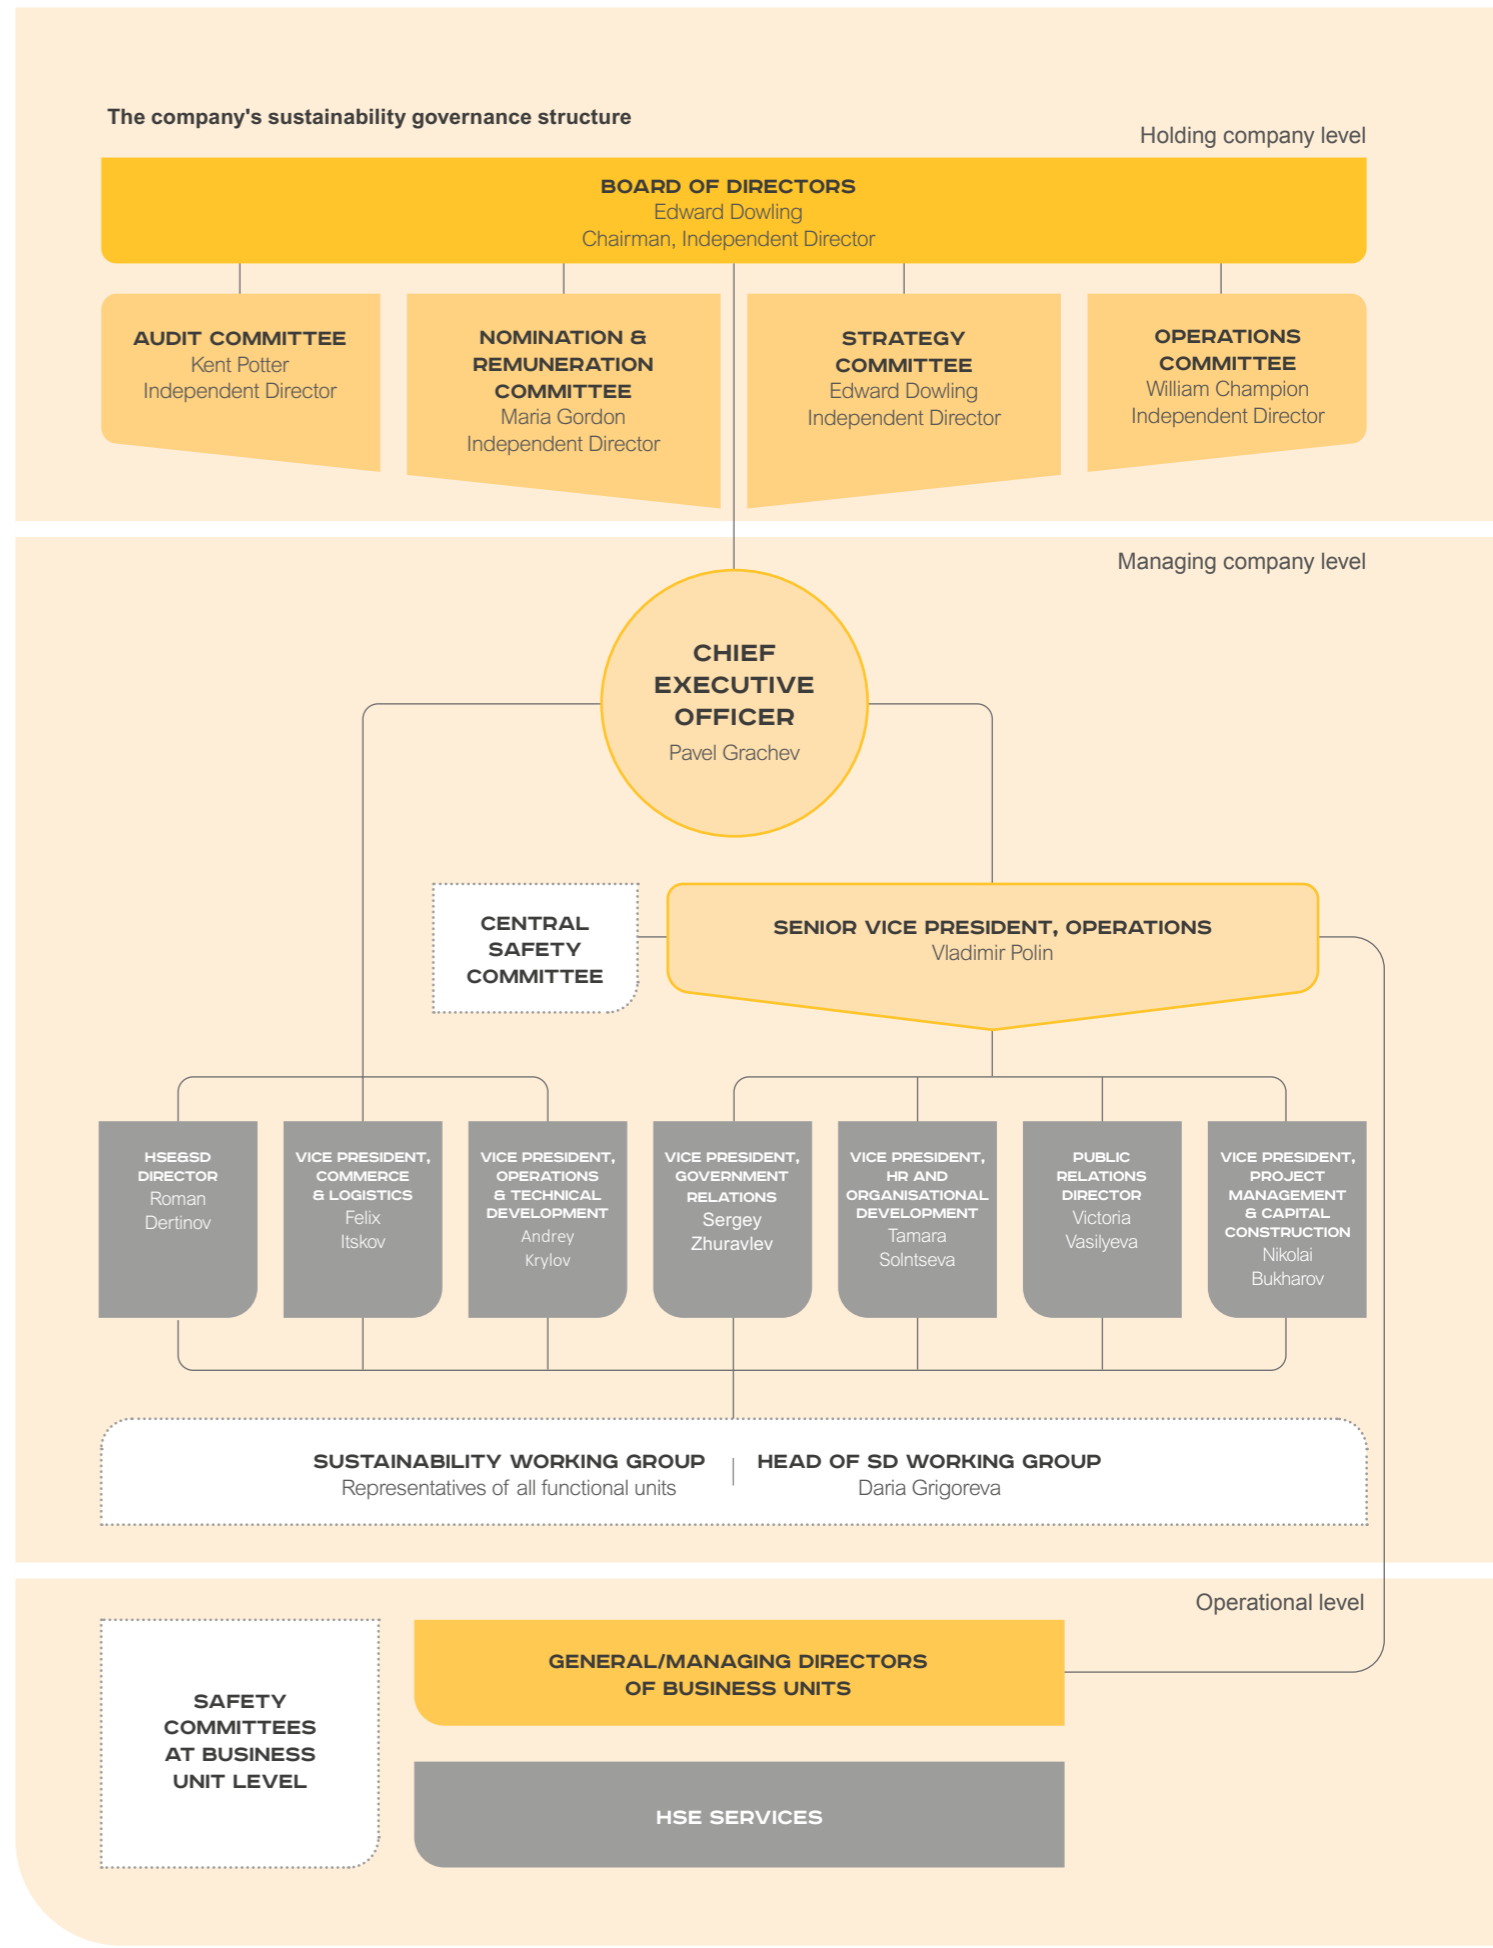 The company's sustainability governance structure
Holding company level
BOARD OF DIRECTORS
Edward Dowling
Chairman, Independent Director
AUDIT COMMITTEE
Kent Potter
Independent Director
NOMINATION &
REMUNERATION
COMMITTEE
Maria Gordon
Independent Director
STRATEGY
COMMITTEE
Edward Dowling
Independent Director
OPERATIONS
COMMITTEE
William Champion
Independent Director
Managing company level
CHIEF
EXECUTIVE
OFFICER
Pavel Grachev
CENTRAL
SAFETY
COMMITTEE
SENIOR VICE PRESIDENT, OPERATIONS
Vladimir Polin
HSE&SD
DIRECTOR
Roman
Dertinov
VICE PRESIDENT,
COMMERCE
& LOGISTICS
Felix
Itskov
VICE PRESIDENT,
OPERATIONS
& TECHNICAL
DEVELOPMENT
Andrey
Krylov
VICE PRESIDENT,
GOVERNMENT
RELATIONS
Sergey
Zhuravlev
VICE PRESIDENT,
HR AND
ORGANISATIONAL
DEVELOPMENT
Tamara
Solntseva
PUBLIC
RELATIONS
DIRECTOR
Victoria
Vasilyeva
VICE PRESIDENT,
PROJECT
MANAGEMENT
& CAPITAL
CONSTRUCTION
Nikolai
Bukharov
SUSTAINABILITY WORKING GROUP
Representatives of all functional units
HEAD OF SD WORKING GROUP
Daria Grigoreva
Operational level
SAFETY
COMMITTEES
AT BUSINESS
UNIT LEVEL
GENERAL/MANAGING DIRECTORS
OF BUSINESS UNITS
HSE SERVICES